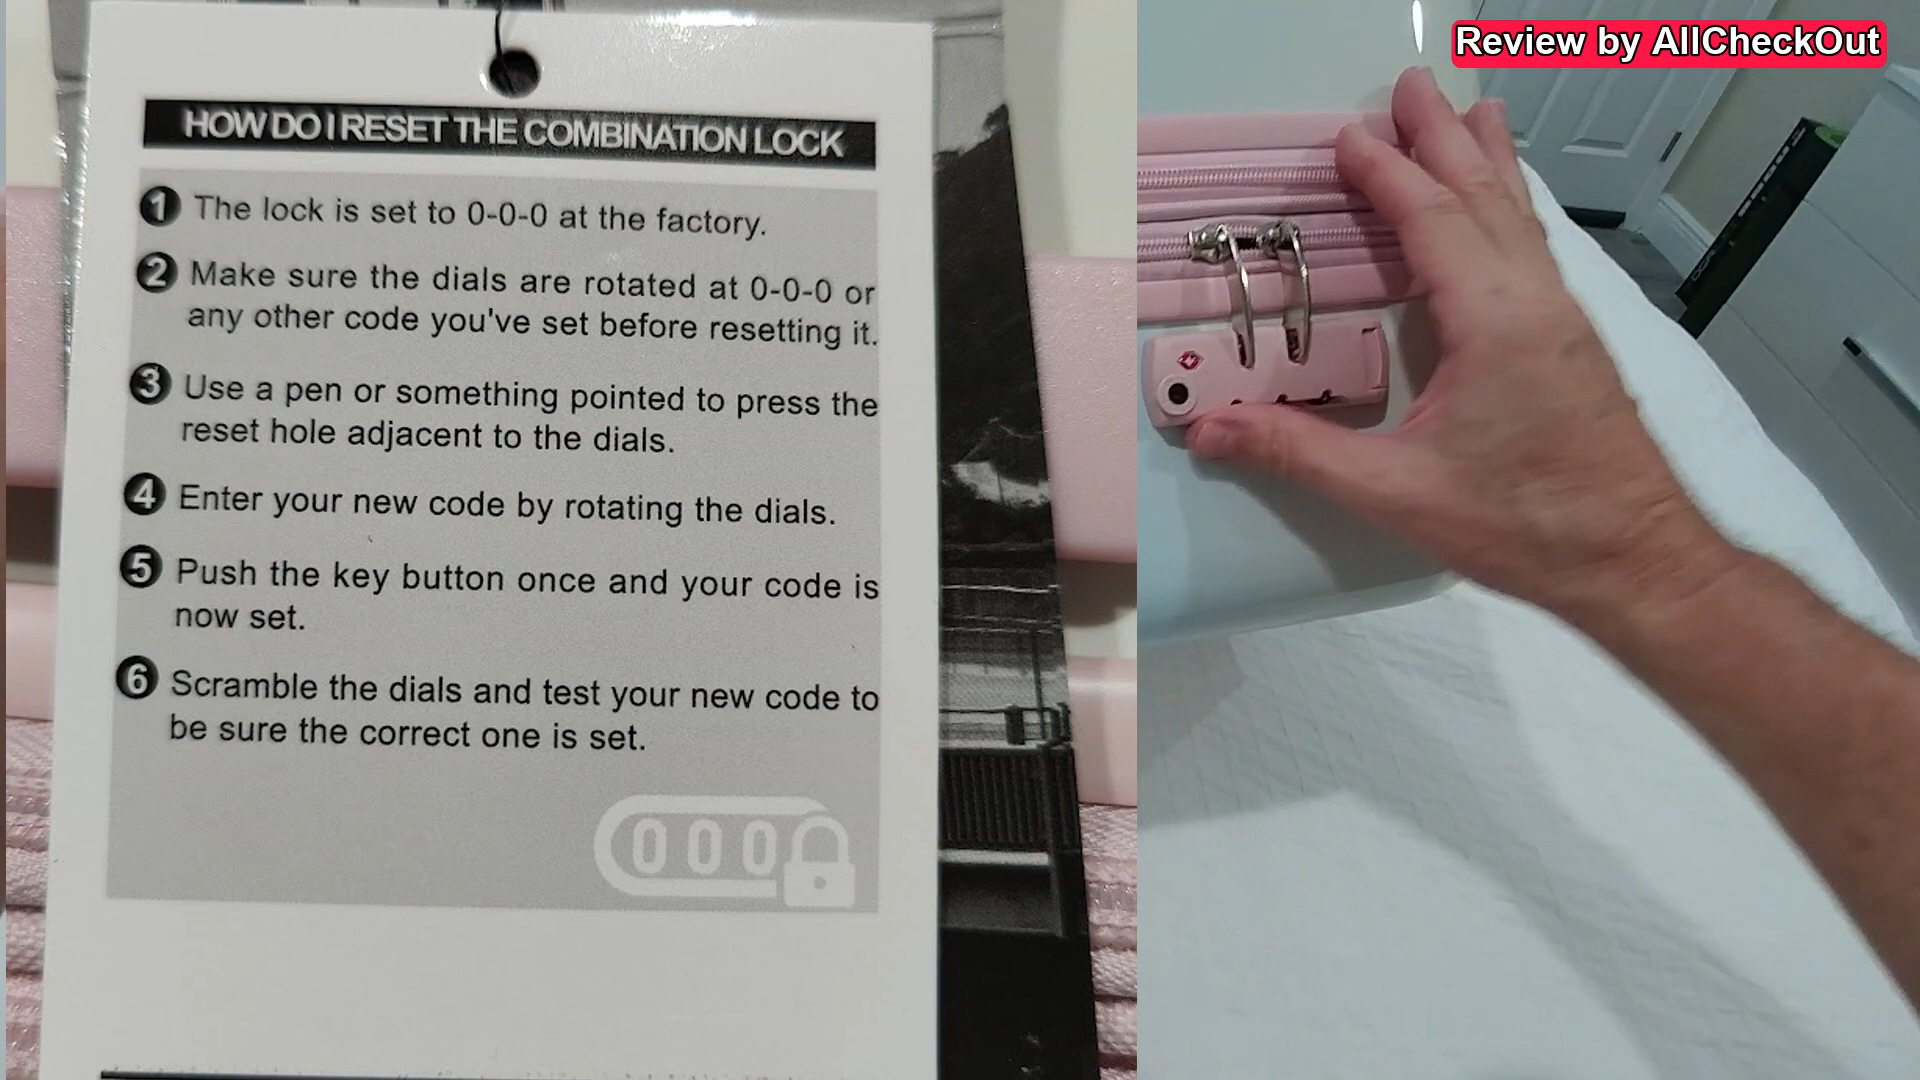 HOW DO I RESET THE COMBINATION LOCK
1 The lock is set to 0-0-0 at the factory.
2 Make sure the dials are rotated at 0-0-0 or
any other code you've set before resetting it.
3 Use a pen or something pointed to press the
reset hole adjacent to the dials.
4 Enter your new code by rotating the dials.
5 Push the key button once and your code is
now set.
6 Scramble the dials and test your new code to
be sure the correct one is set.
000
Review by AllCheckOut